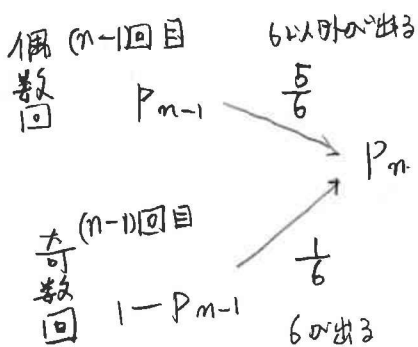 偶数回 (n-1)回目
6以外が出る
P_{n-1}
5/6
P_n
奇数回 (n-1)回目
1-P_{n-1}
1/6
6が出る